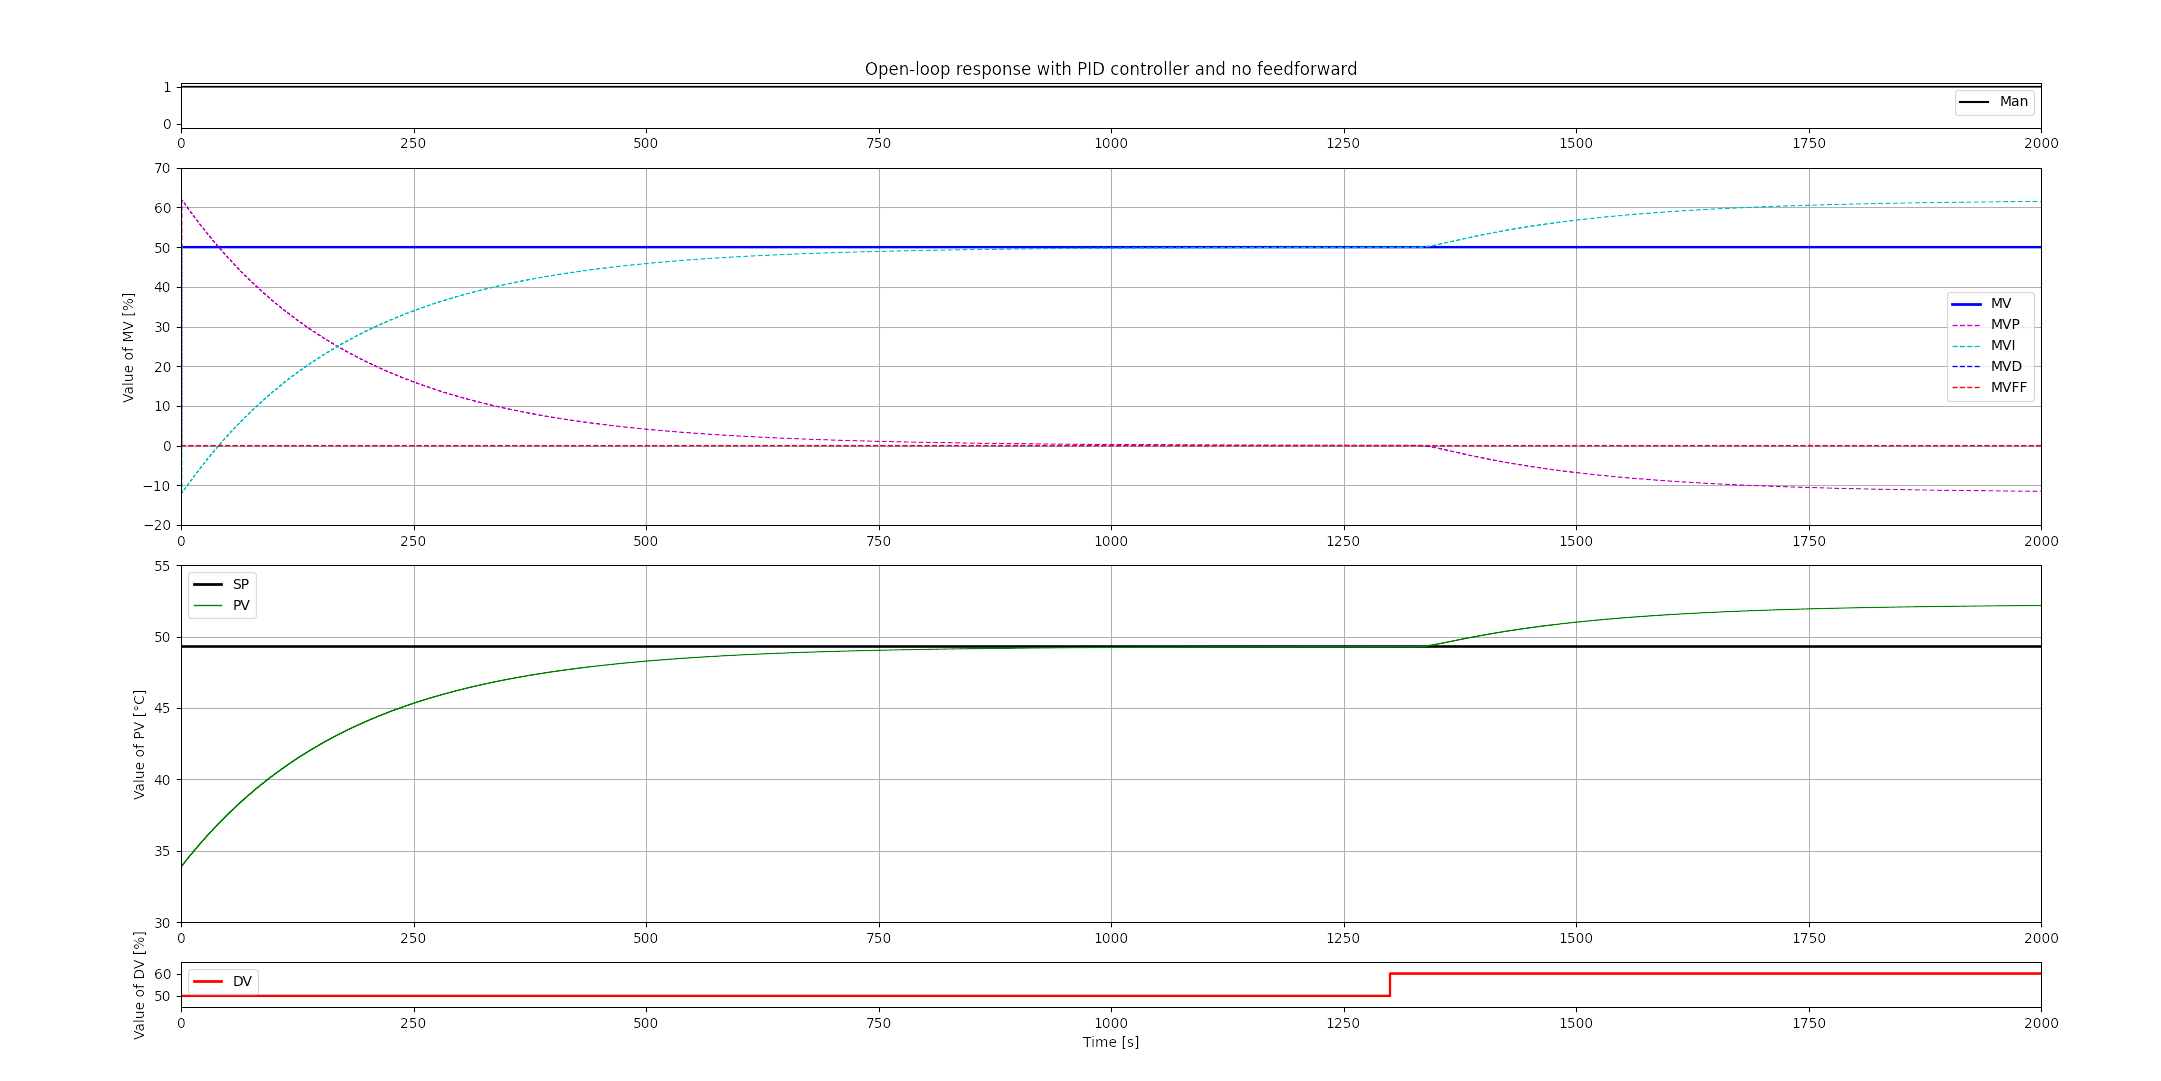 Open-loop response with PID controller and no feedforward
1
0
Man
0 250 500 750 1000 1250 1500 1750 2000
Value of MV [%]
70
60
50
40
30
20
10
0
−10
−20
MV
MVP
MVI
MVD
MVFF
0 250 500 750 1000 1250 1500 1750 2000
Value of PV [°C]
55
50
45
40
35
30
SP
PV
0 250 500 750 1000 1250 1500 1750 2000
Value of DV [%]
60
50
DV
0 250 500 750 1000 1250 1500 1750 2000
Time [s]